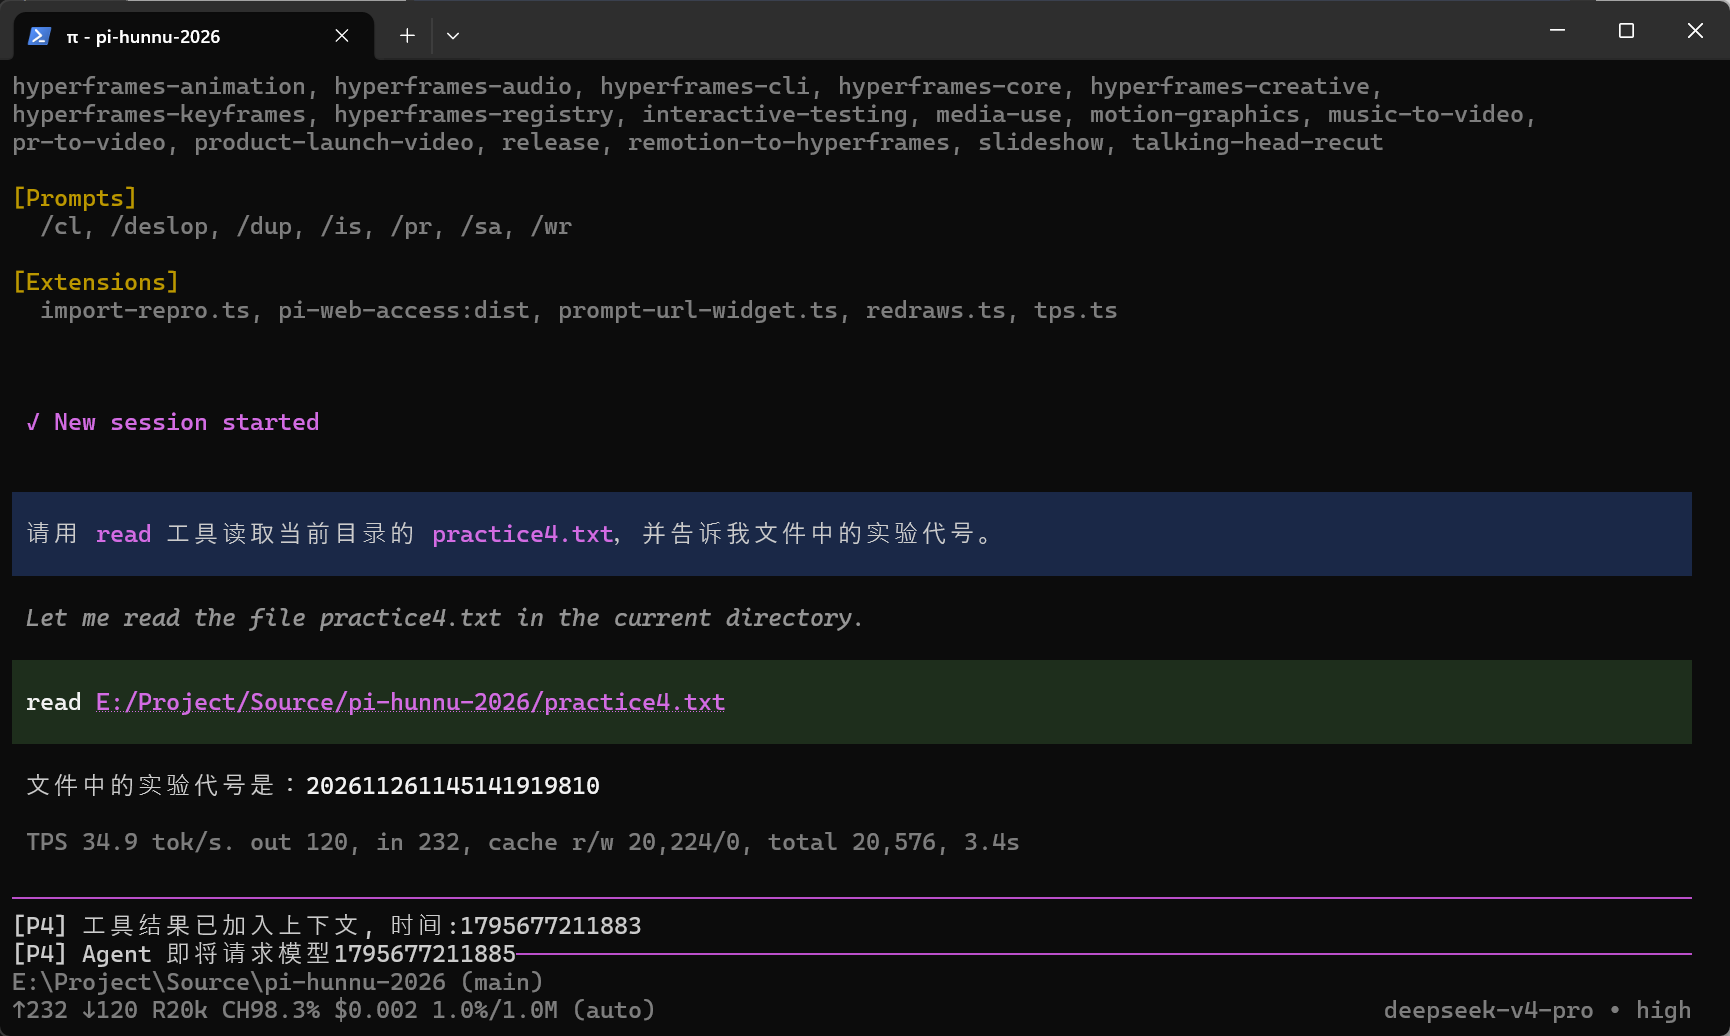 π - pi-hunnu-2026
hyperframes-animation, hyperframes-audio, hyperframes-cli, hyperframes-core, hyperframes-creative,
hyperframes-keyframes, hyperframes-registry, interactive-testing, media-use, motion-graphics, music-to-video,
pr-to-video, product-launch-video, release, remotion-to-hyperframes, slideshow, talking-head-recut
[Prompts]
/cl, /deslop, /dup, /is, /pr, /sa, /wr
[Extensions]
import-repro.ts, pi-web-access:dist, prompt-url-widget.ts, redraws.ts, tps.ts
✓ New session started
请用 read 工具读取当前目录的 practice4.txt，并告诉我文件中的实验代号。
Let me read the file practice4.txt in the current directory.
read E:/Project/Source/pi-hunnu-2026/practice4.txt
文件中的实验代号是：202611261145141919810
TPS 34.9 tok/s. out 120, in 232, cache r/w 20,224/0, total 20,576, 3.4s
[P4] 工具结果已加入上下文，时间:1795677211883
[P4] Agent 即将请求模型1795677211885
E:\Project\Source\pi-hunnu-2026 (main)
↑232 ↓120 R20k CH98.3% $0.002 1.0%/1.0M (auto) deepseek-v4-pro • high